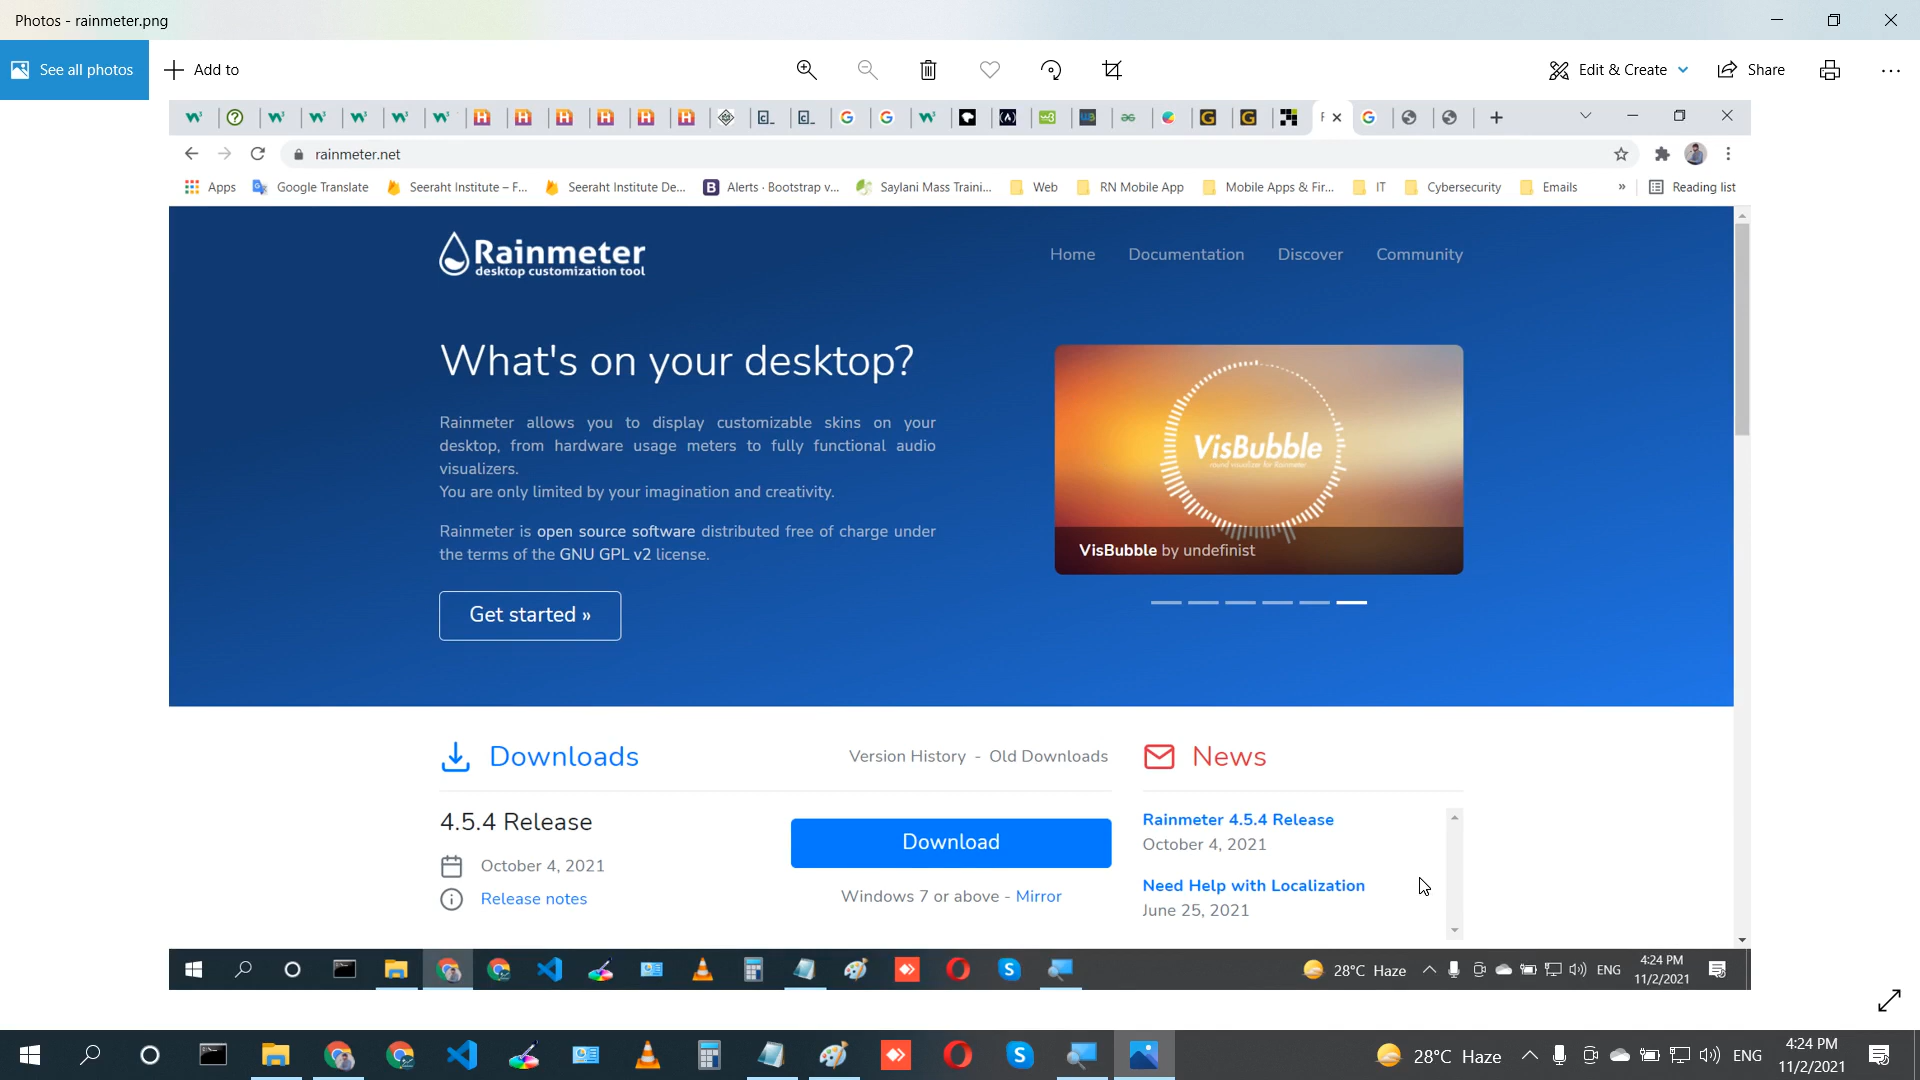 Photos - rainmeter.png
See all photos
Add to
Edit & Create
Share
rainmeter.net
Apps
Google Translate
Seeraht Institute – F...
Seeraht Institute De...
Alerts · Bootstrap v...
Saylani Mass Traini...
Web
RN Mobile App
Mobile Apps & Fir...
IT
Cybersecurity
Emails
»
Reading list
Rainmeter
desktop customization tool
Home
Documentation
Discover
Community
What's on your desktop?
Rainmeter allows you to display customizable skins on your
desktop, from hardware usage meters to fully functional audio
visualizers.
You are only limited by your imagination and creativity.
Rainmeter is open source software distributed free of charge under
the terms of the GNU GPL v2 license.
Get started »
VisBubble
round visualizer for Rainmeter
VisBubble by undefinist
Downloads
Version History - Old Downloads
4.5.4 Release
October 4, 2021
Release notes
Download
Windows 7 or above - Mirror
News
Rainmeter 4.5.4 Release
October 4, 2021
Need Help with Localization
June 25, 2021
28°C Haze
ENG
4:24 PM
11/2/2021
28°C Haze
ENG
4:24 PM
11/2/2021